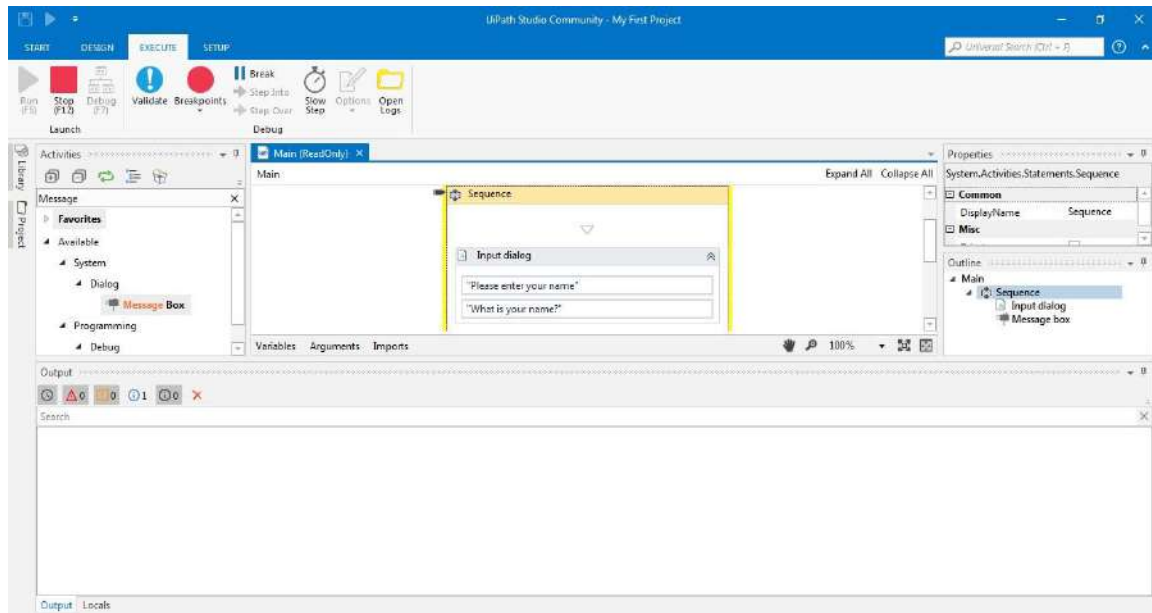 UiPath Studio Community - My First Project
START DESIGN EXECUTE SETUP
Universal Search (Ctrl + F)
Run (F5)
Stop (F12)
Debug (F7)
Validate
Breakpoints
Break
Step Into
Step Over
Slow Step
Options
Open Logs
Launch
Debug
Library
Project
Activities
Message
Favorites
Available
System
Dialog
Message Box
Programming
Debug
Main (ReadOnly)
Main
Expand All Collapse All
Sequence
Input dialog
"Please enter your name"
"What is your name?"
Variables Arguments Imports
100%
Properties
System.Activities.Statements.Sequence
Common
DisplayName Sequence
Misc
Outline
Main
Sequence
Input dialog
Message box
Output
0 0 1 0
Search
Output Locals